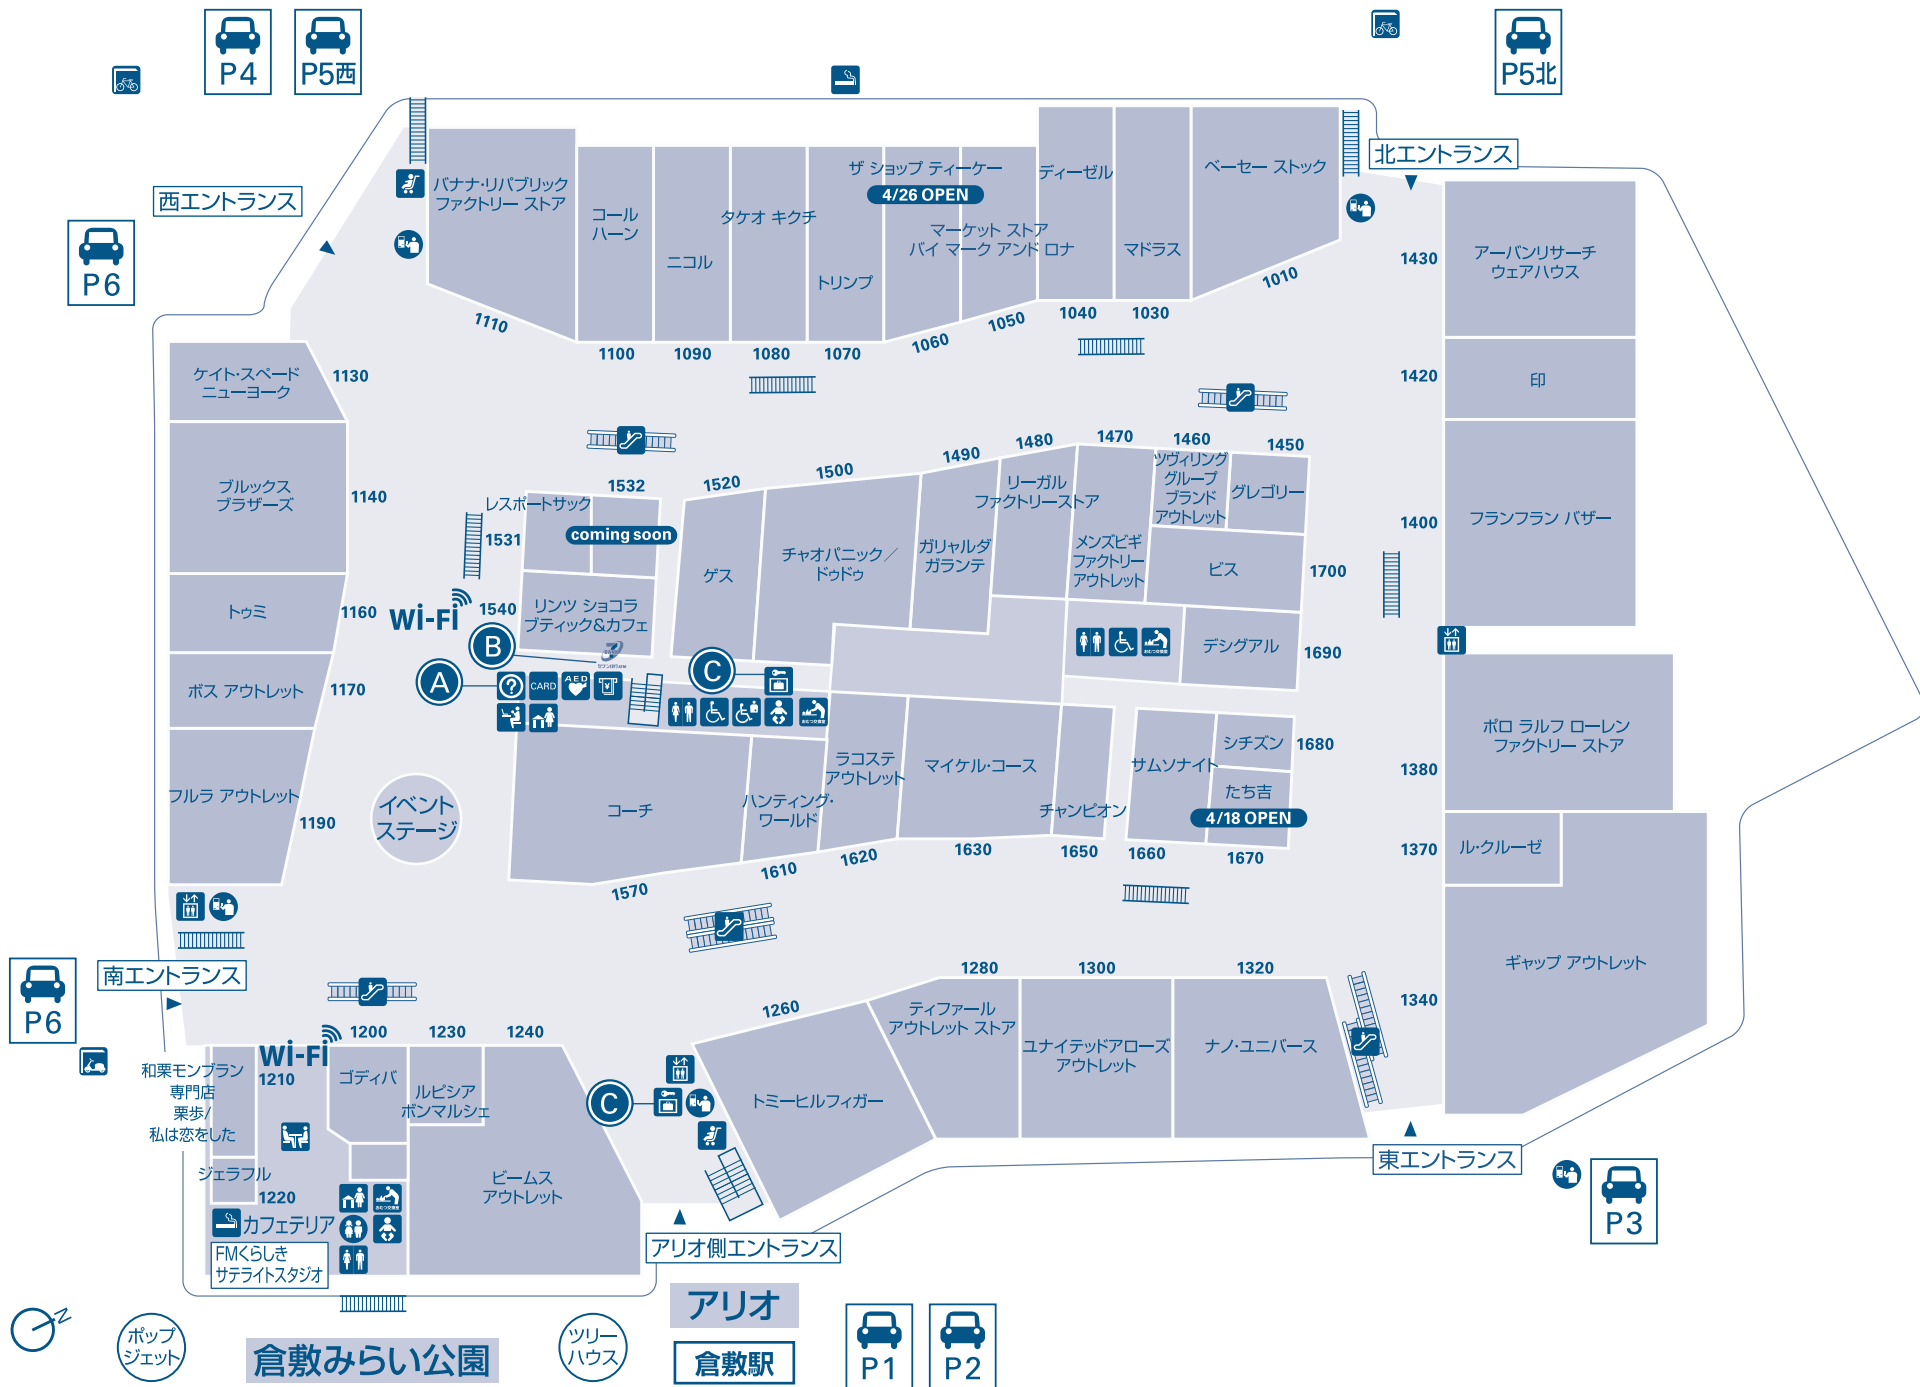 P4
P5西
P5北
西エントランス
北エントランス
P6
バナナ・リパブリック
ファクトリー ストア
コール
ハーン
ニコル
タケオ キクチ
トリンプ
ザ ショップ ティーケー
4/26 OPEN
マーケット ストア
バイ マーク アンド ロナ
ディーゼル
マドラス
ベーセー ストック
1110
1100
1090
1080
1070
1060
1050
1040
1030
1010
1430
アーバンリサーチ
ウェアハウス
1420
印
1400
フランフラン バザー
ケイト・スペード
ニューヨーク
1130
ブルックス
ブラザーズ
1140
トゥミ
1160
ボス アウトレット
1170
フルラ アウトレット
1190
レスポートサック
1532
coming soon
1531
1540
リンツ ショコラ
ブティック&カフェ
Wi-Fi
1520
ゲス
1500
チャオパニック/
ドゥドゥ
1490
ガリャルダ
ガランテ
1480
リーガル
ファクトリーストア
1470
メンズビギ
ファクトリー
アウトレット
1460
ツヴィリング
グループ
ブランド
アウトレット
1450
グレゴリー
ビス
1700
デシグアル
1690
A
B
C
CARD
AED
セブン銀行ATM
おむつ交換室
おむつ交換室
イベント
ステージ
コーチ
1570
ハンティング・
ワールド
1610
ラコステ
アウトレット
1620
マイケル・コース
1630
チャンピオン
1650
サムソナイト
1660
シチズン
1680
たち吉
4/18 OPEN
1670
ポロ ラルフ ローレン
ファクトリー ストア
1380
ル・クルーゼ
1370
ギャップ アウトレット
1340
南エントランス
P6
Wi-Fi
1200
1230
1240
1210
和栗モンブラン
専門店
栗歩/
私は恋をした
ゴディバ
ルピシア
ボンマルシェ
ジェラフル
1220
カフェテリア
FMくらしき
サテライトスタジオ
おむつ交換室
ビームス
アウトレット
C
1260
トミーヒルフィガー
1280
ティファール
アウトレット ストア
1300
ユナイテッドアローズ
アウトレット
1320
ナノ・ユニバース
東エントランス
P3
アリオ側エントランス
N
ポップ
ジェット
倉敷みらい公園
ツリー
ハウス
アリオ
倉敷駅
P1
P2